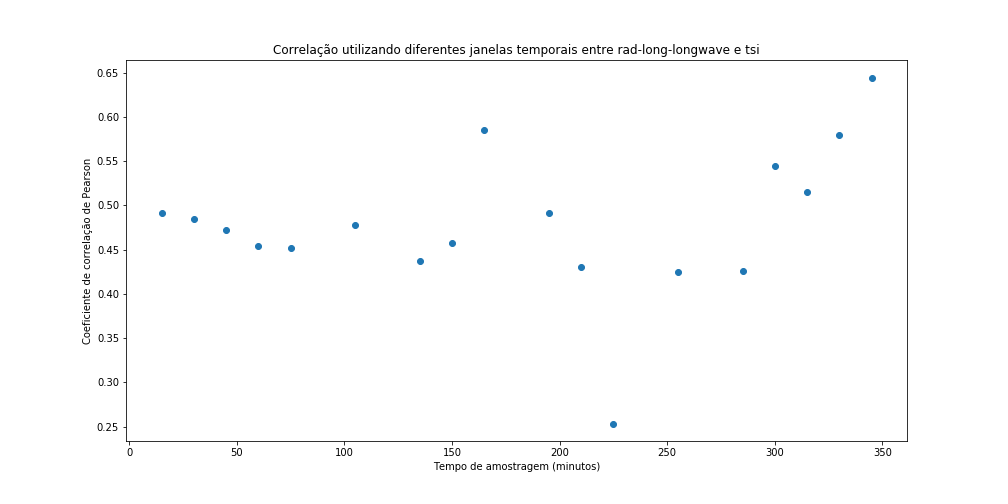 Correlação utilizando diferentes janelas temporais entre rad-long-longwave e tsi
Coeficiente de correlação de Pearson
0.65
0.60
0.55
0.50
0.45
0.40
0.35
0.30
0.25
0 50 100 150 200 250 300 350
Tempo de amostragem (minutos)